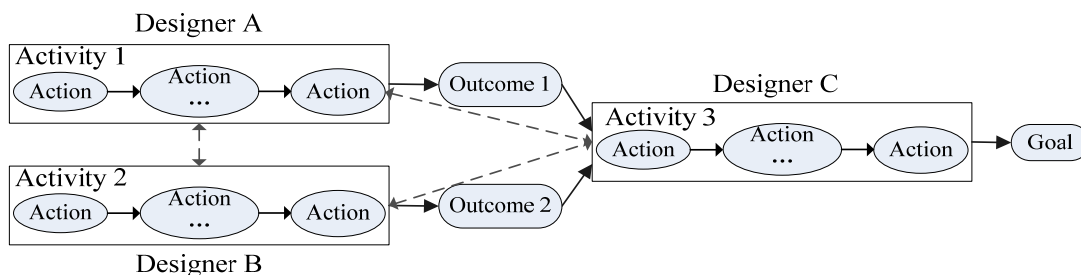 Designer A
Activity 1
Action
Action
...
Action
Outcome 1
Designer C
Activity 3
Action
Action
...
Action
Goal
Activity 2
Action
Action
...
Action
Outcome 2
Designer B